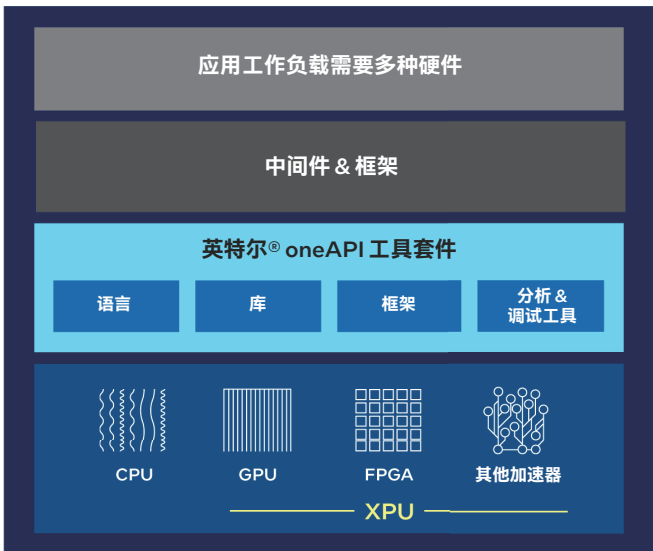 应用工作负载需要多种硬件
中间件 & 框架
英特尔® oneAPI 工具套件
语言
库
框架
分析 &
调试工具
CPU
GPU
FPGA
其他加速器
XPU